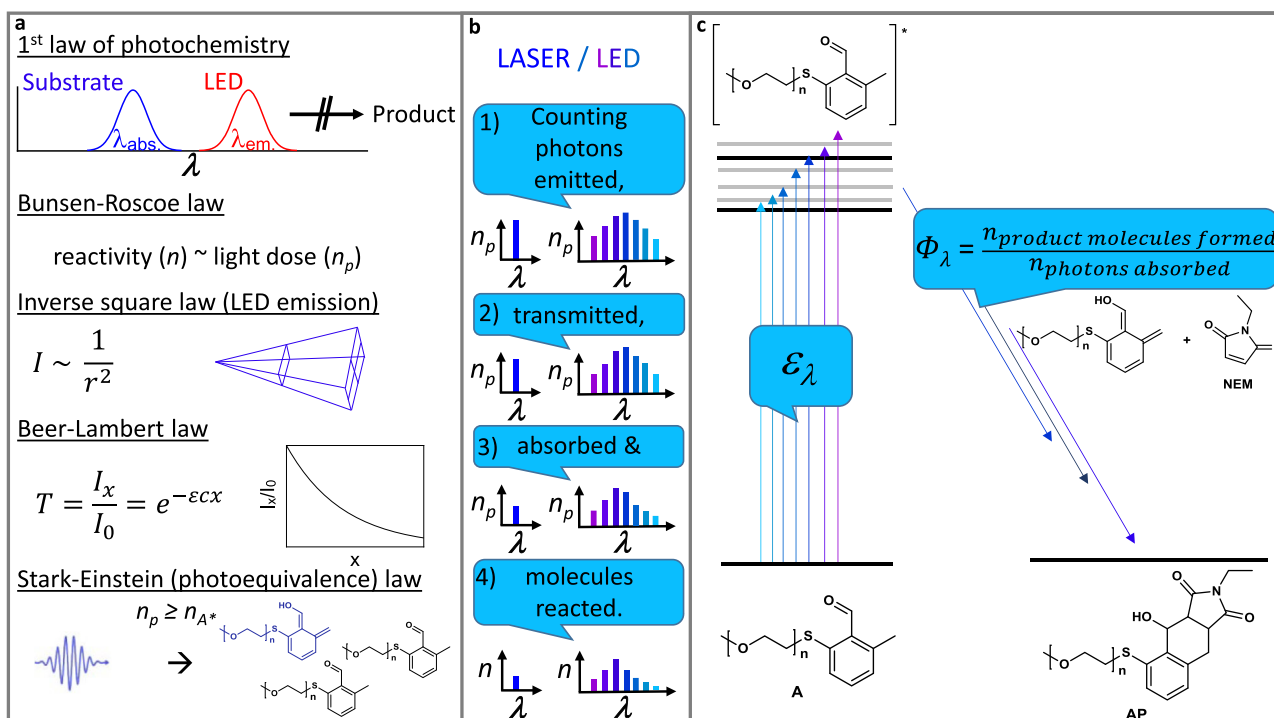 a
1st law of photochemistry
Substrate
LED
λabs.
λem.
Product
λ
Bunsen-Roscoe law
reactivity (n) ~ light dose (np)
Inverse square law (LED emission)
I ~ 1/r²
Beer-Lambert law
T = Ix/I0 = e^−εcx
Ix/I0
x
Stark-Einstein (photoequivalence) law
np ≥ nA*
HO
O
S
n
O
O
S
n
O
O
S
n
b
LASER / LED
1) Counting
photons
emitted,
np
λ
np
λ
2) transmitted,
np
λ
np
λ
3) absorbed &
np
λ
np
λ
4) molecules
reacted.
n
λ
n
λ
c
*
O
O
S
n
ελ
Φλ = nproduct molecules formed / nphotons absorbed
HO
O
S
n
+
O
N
NEM
O
O
S
n
A
O
N
HO
O
O
S
n
AP